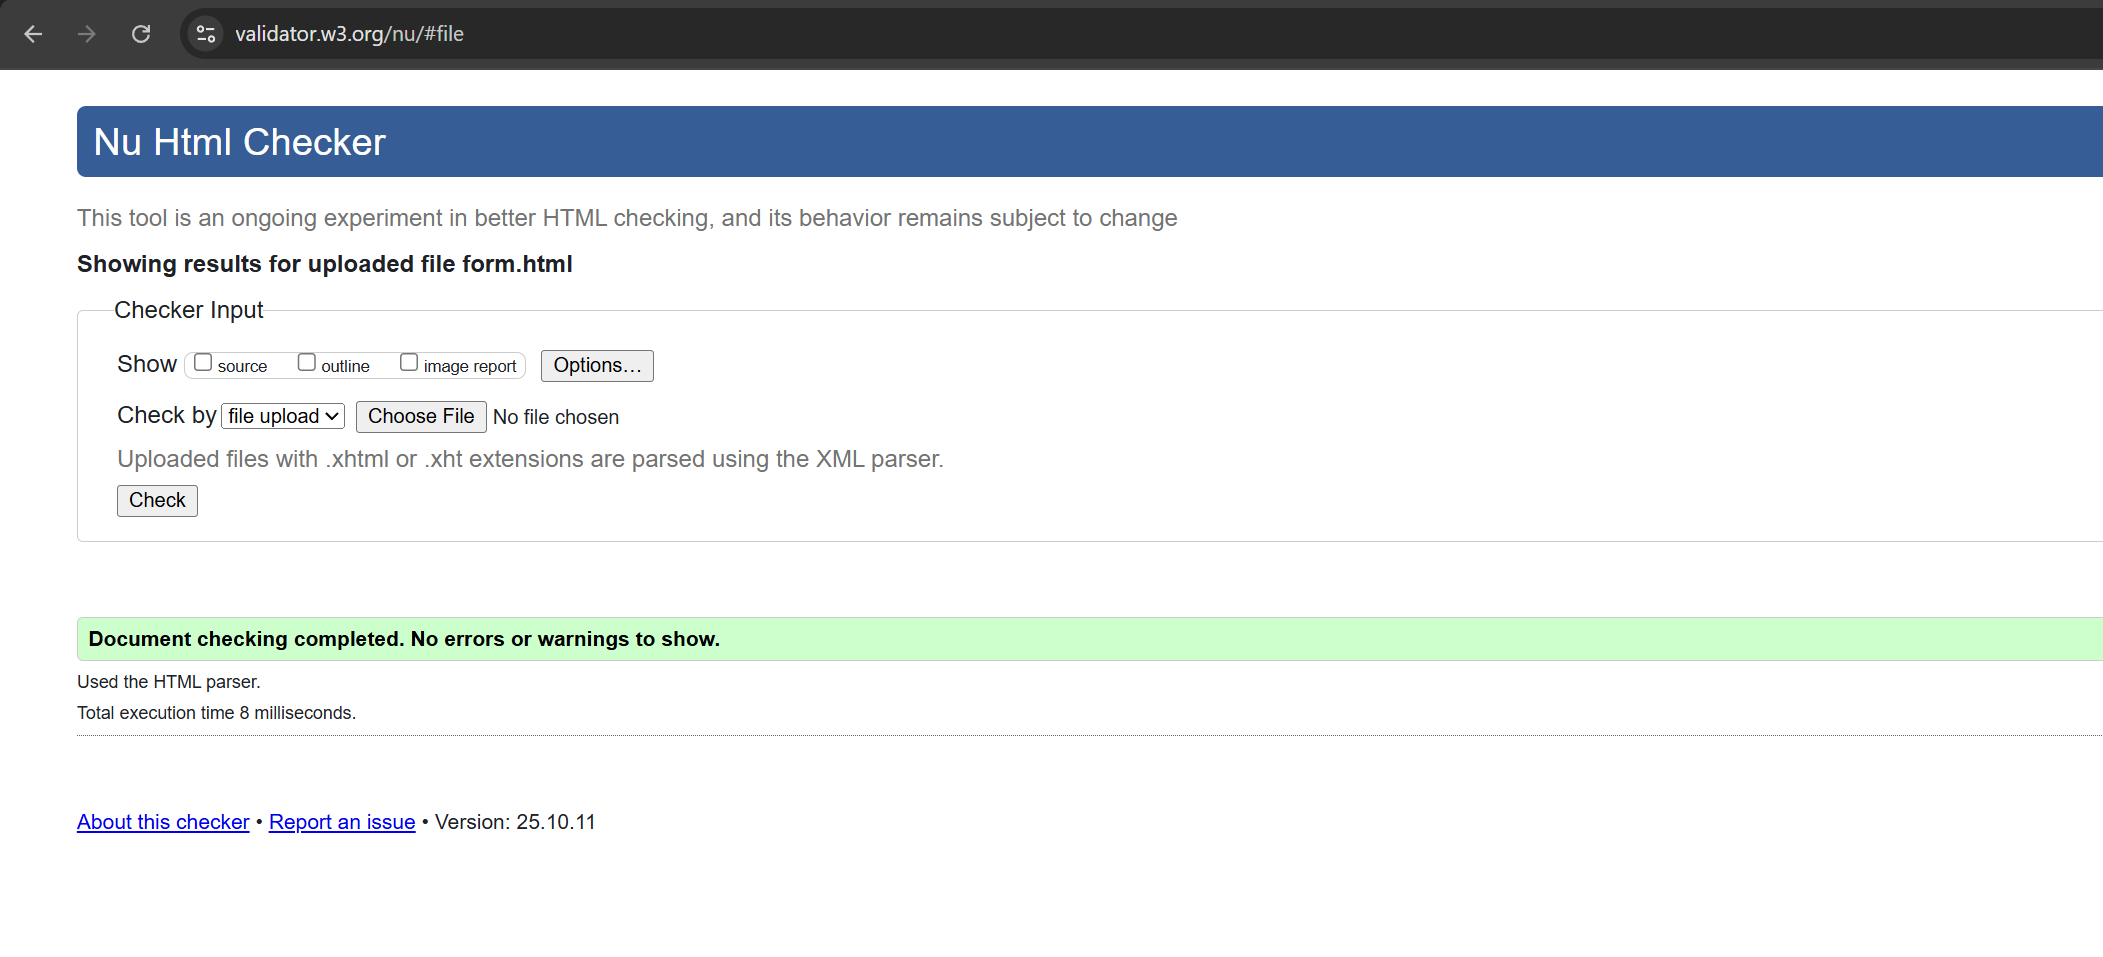 validator.w3.org/nu/#file
Nu Html Checker
This tool is an ongoing experiment in better HTML checking, and its behavior remains subject to change
Showing results for uploaded file form.html
Checker Input
Show source outline image report Options…
Check by file upload Choose File No file chosen
Uploaded files with .xhtml or .xht extensions are parsed using the XML parser.
Check
Document checking completed. No errors or warnings to show.
Used the HTML parser.
Total execution time 8 milliseconds.
About this checker • Report an issue • Version: 25.10.11